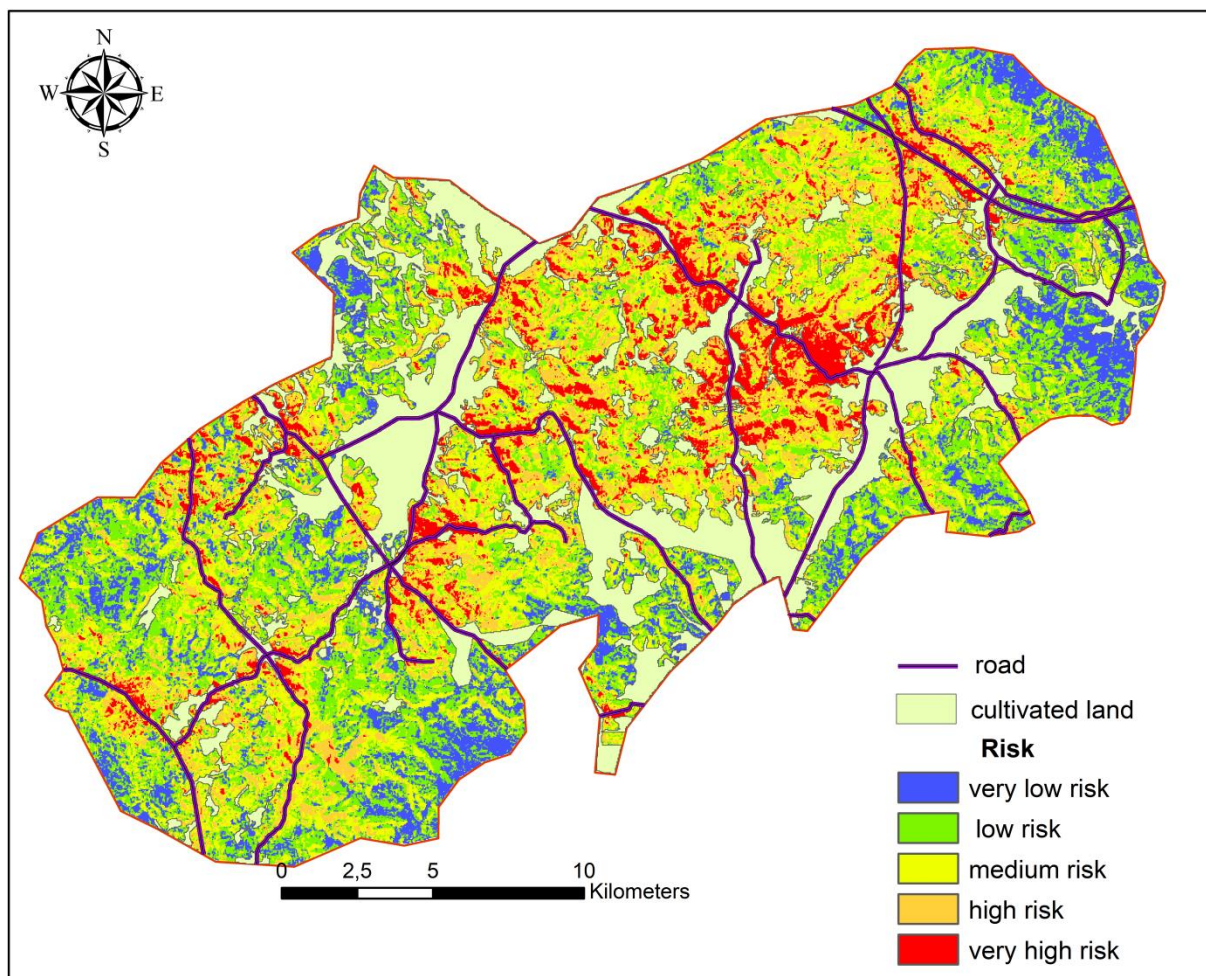 N
W E
S
road
cultivated land
Risk
very low risk
low risk
medium risk
high risk
very high risk
0 2,5 5 10
Kilometers